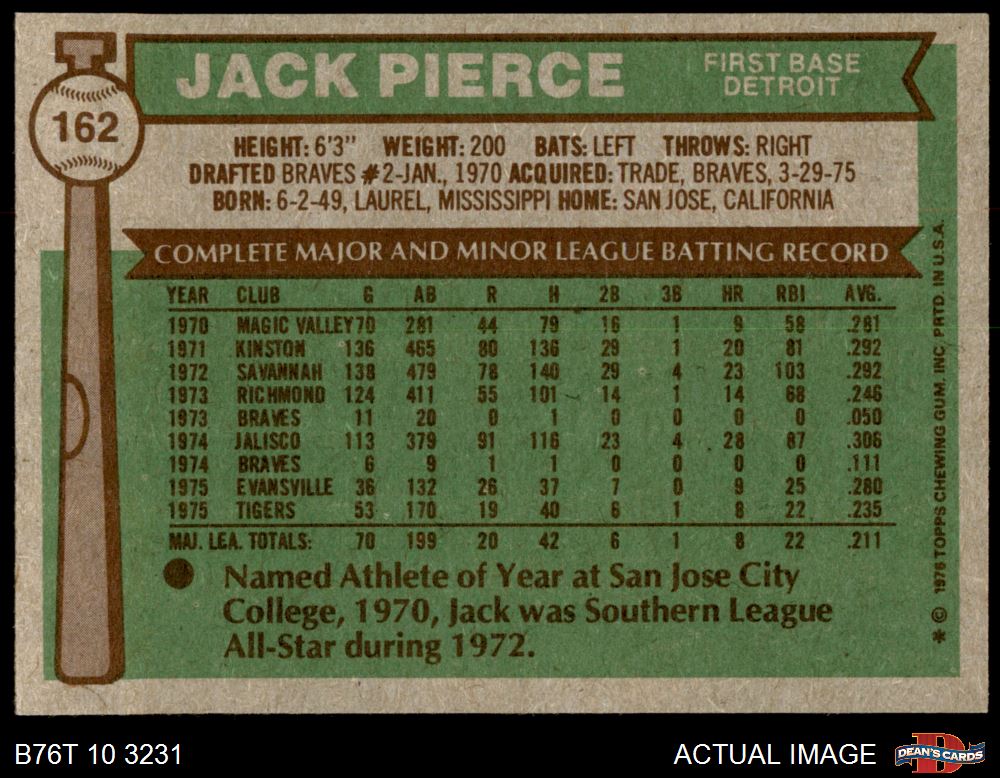 JACK PIERCE
FIRST BASE
DETROIT
162
HEIGHT: 6'3" WEIGHT: 200 BATS: LEFT THROWS: RIGHT
DRAFTED BRAVES #2-JAN., 1970 ACQUIRED: TRADE, BRAVES, 3-29-75
BORN: 6-2-49, LAUREL, MISSISSIPPI HOME: SAN JOSE, CALIFORNIA
COMPLETE MAJOR AND MINOR LEAGUE BATTING RECORD
YEAR CLUB G AB R H 2B 3B HR RBI AVG.
1970 MAGIC VALLEY 70 281 44 79 16 1 9 58 .281
1971 KINSTON 136 465 80 136 29 1 20 81 .292
1972 SAVANNAH 138 479 78 140 29 4 23 103 .292
1973 RICHMOND 124 411 55 101 14 1 14 68 .246
1973 BRAVES 11 20 0 1 0 0 0 0 .050
1974 JALISCO 113 379 91 116 23 4 28 87 .306
1974 BRAVES 6 9 1 1 0 0 0 0 .111
1975 EVANSVILLE 36 132 26 37 7 0 9 25 .280
1975 TIGERS 53 170 19 40 6 1 8 22 .235
MAJ. LEA. TOTALS: 70 199 20 42 6 1 8 22 .211
Named Athlete of Year at San Jose City
College, 1970, Jack was Southern League
All-Star during 1972.
* © 1976 TOPPS CHEWING GUM, INC. PRTD. IN U.S.A.
B76T 10 3231
ACTUAL IMAGE
DEAN'S CARDS